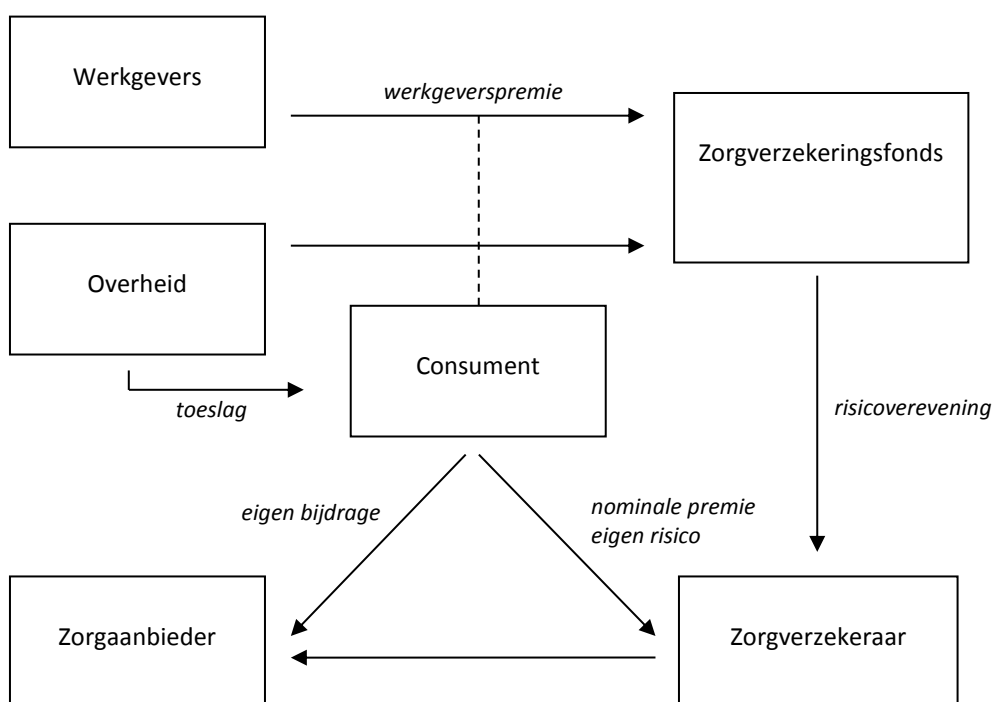 Werkgevers
werkgeverspremie
Zorgverzekeringsfonds
Overheid
Consument
toeslag
risicoverevening
eigen bijdrage
nominale premie
eigen risico
Zorgaanbieder
Zorgverzekeraar